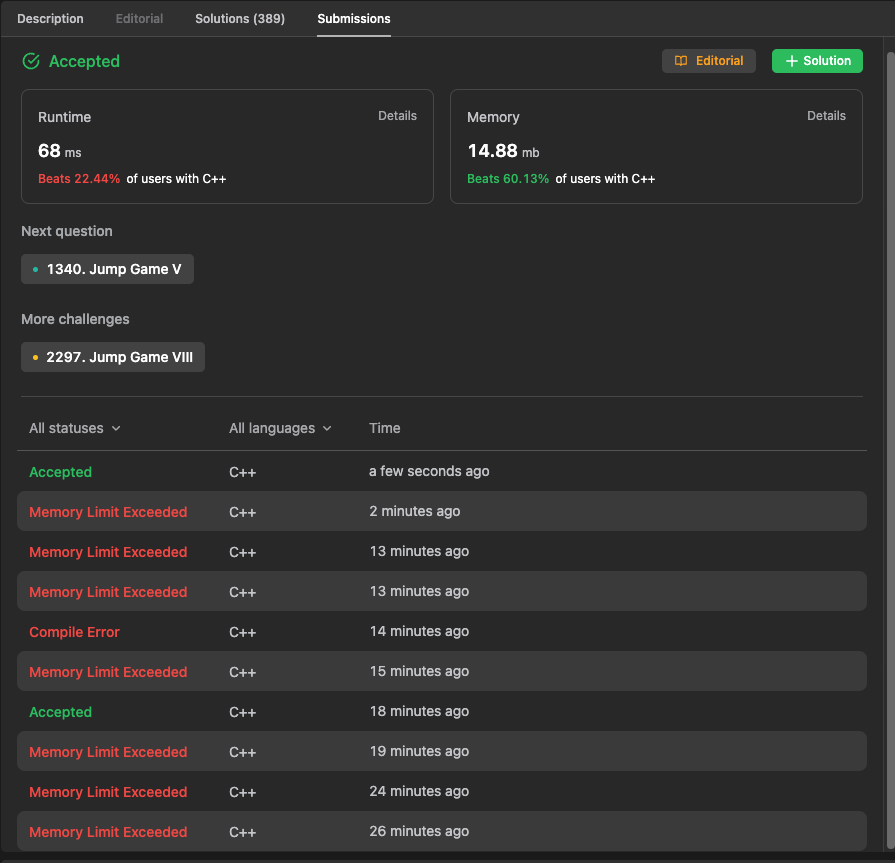 Description Editorial Solutions (389) Submissions
Accepted Editorial + Solution
Runtime Details Memory Details
68 ms 14.88 mb
Beats 22.44% of users with C++ Beats 60.13% of users with C++
Next question
1340. Jump Game V
More challenges
2297. Jump Game VIII
All statuses All languages Time
Accepted C++ a few seconds ago
Memory Limit Exceeded C++ 2 minutes ago
Memory Limit Exceeded C++ 13 minutes ago
Memory Limit Exceeded C++ 13 minutes ago
Compile Error C++ 14 minutes ago
Memory Limit Exceeded C++ 15 minutes ago
Accepted C++ 18 minutes ago
Memory Limit Exceeded C++ 19 minutes ago
Memory Limit Exceeded C++ 24 minutes ago
Memory Limit Exceeded C++ 26 minutes ago